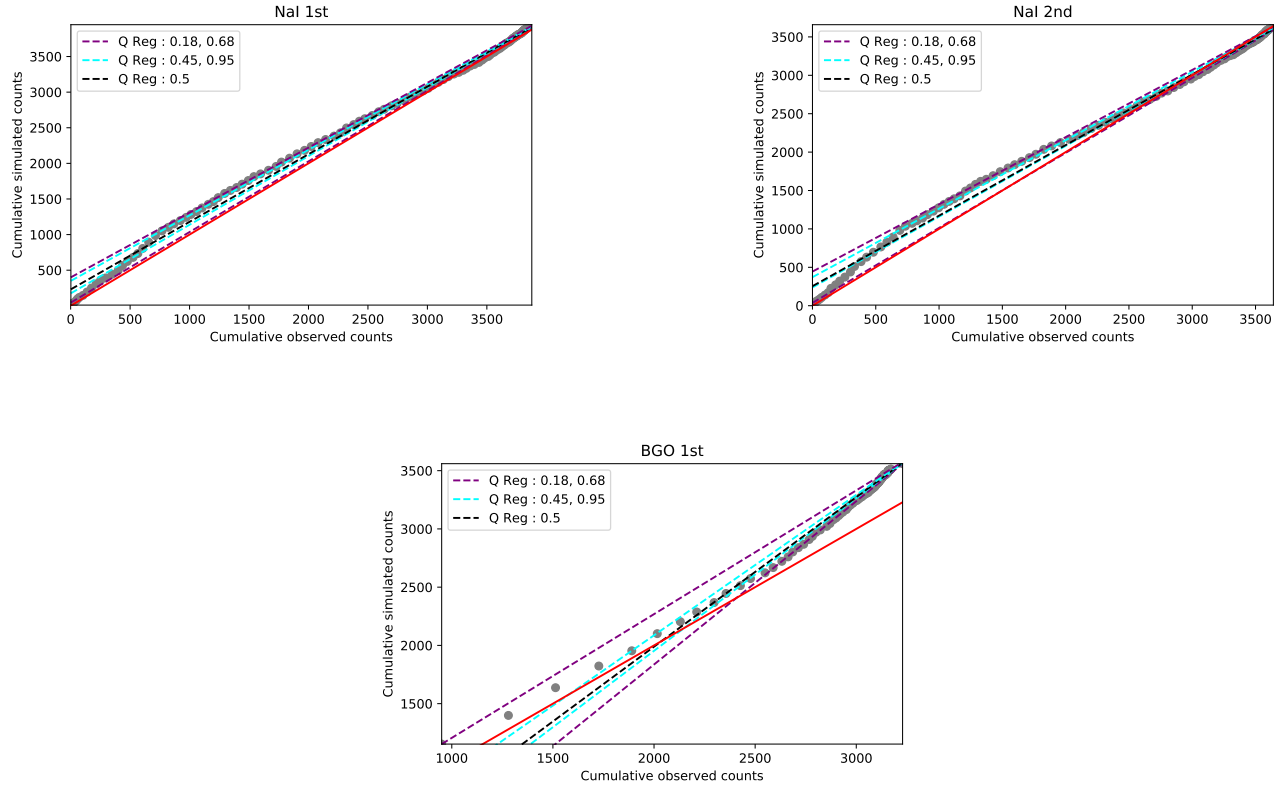 NaI 1st
Q Reg : 0.18, 0.68
Q Reg : 0.45, 0.95
Q Reg : 0.5
Cumulative simulated counts
3500
3000
2500
2000
1500
1000
500
0 500 1000 1500 2000 2500 3000 3500
Cumulative observed counts
NaI 2nd
Q Reg : 0.18, 0.68
Q Reg : 0.45, 0.95
Q Reg : 0.5
Cumulative simulated counts
3500
3000
2500
2000
1500
1000
500
0
0 500 1000 1500 2000 2500 3000 3500
Cumulative observed counts
BGO 1st
Q Reg : 0.18, 0.68
Q Reg : 0.45, 0.95
Q Reg : 0.5
Cumulative simulated counts
3500
3000
2500
2000
1500
1000 1500 2000 2500 3000
Cumulative observed counts